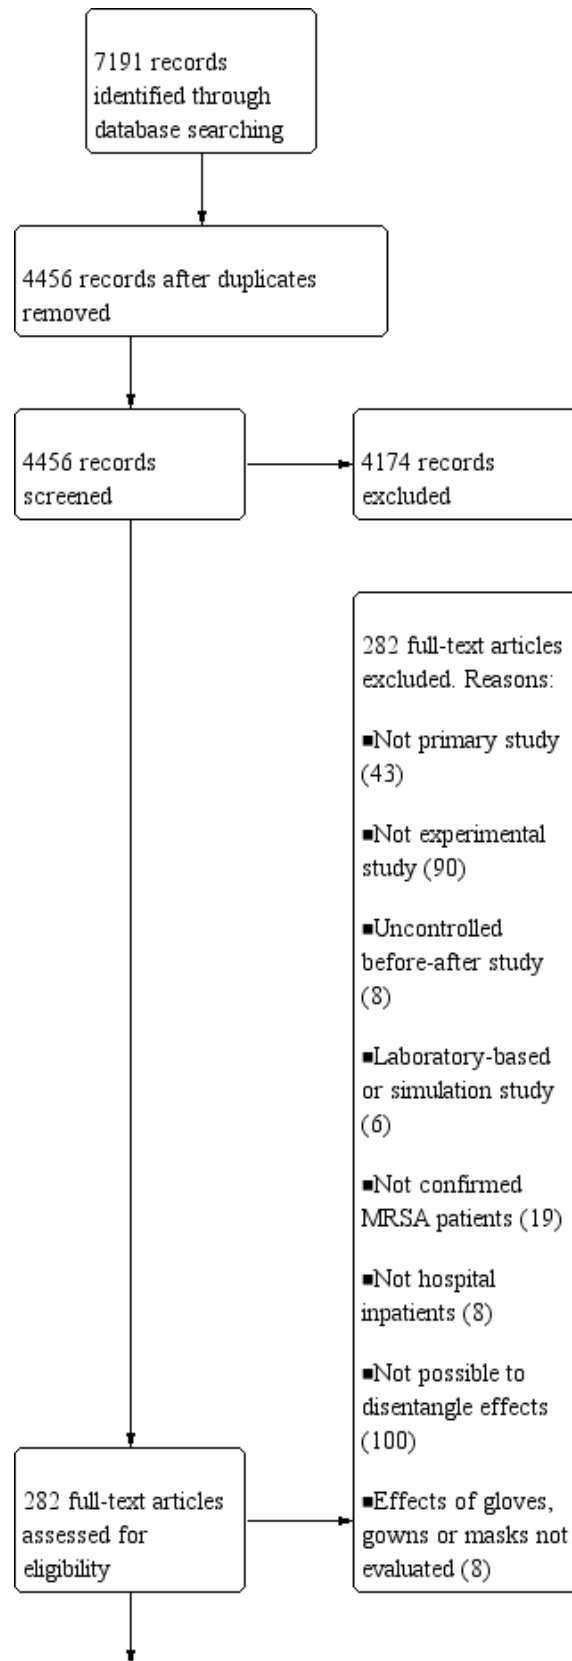 7191 records
identified through
database searching
4456 records after duplicates
removed
4456 records
screened
4174 records
excluded
282 full-text articles
excluded. Reasons:
■Not primary study
(43)
■Not experimental
study (90)
■Uncontrolled
before-after study
(8)
■Laboratory-based
or simulation study
(6)
■Not confirmed
MRSA patients (19)
■Not hospital
inpatients (8)
■Not possible to
disentangle effects
(100)
■Effects of gloves,
gowns or masks not
evaluated (8)
282 full-text articles
assessed for
eligibility